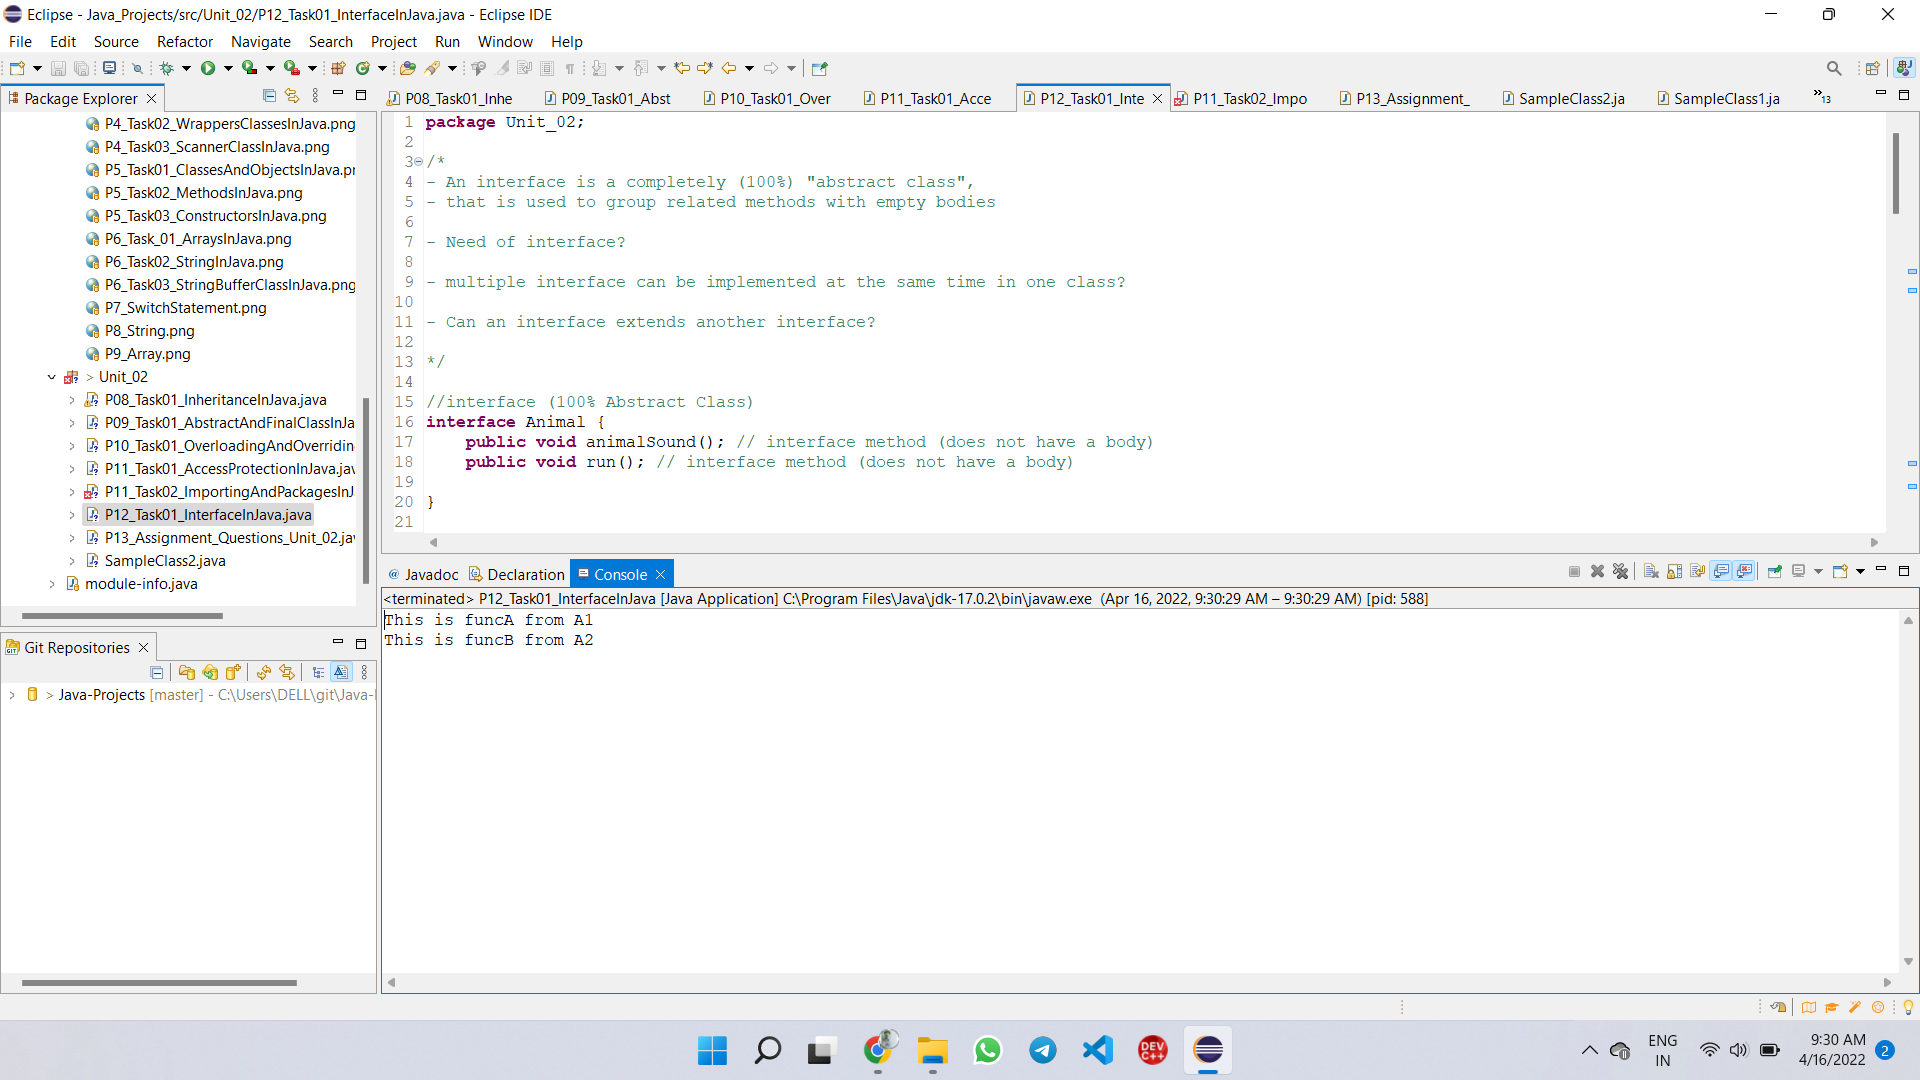 Eclipse - Java_Projects/src/Unit_02/P12_Task01_InterfaceInJava.java - Eclipse IDE
File Edit Source Refactor Navigate Search Project Run Window Help
Package Explorer
P4_Task02_WrappersClassesInJava.png
P4_Task03_ScannerClassInJava.png
P5_Task01_ClassesAndObjectsInJava.pr
P5_Task02_MethodsInJava.png
P5_Task03_ConstructorsInJava.png
P6_Task_01_ArraysInJava.png
P6_Task02_StringInJava.png
P6_Task03_StringBufferClassInJava.png
P7_SwitchStatement.png
P8_String.png
P9_Array.png
> Unit_02
P08_Task01_InheritanceInJava.java
P09_Task01_AbstractAndFinalClassInJa
P10_Task01_OverloadingAndOverridin
P11_Task01_AccessProtectionInJava.jav
P11_Task02_ImportingAndPackagesInJ
P12_Task01_InterfaceInJava.java
P13_Assignment_Questions_Unit_02.jav
SampleClass2.java
module-info.java
Git Repositories
> Java-Projects [master] - C:\Users\DELL\git\Java-
P08_Task01_Inhe P09_Task01_Abst P10_Task01_Over P11_Task01_Acce P12_Task01_Inte P11_Task02_Impo P13_Assignment_ SampleClass2.ja SampleClass1.ja »13
1 package Unit_02;
2
3 /*
4 - An interface is a completely (100%) "abstract class",
5 - that is used to group related methods with empty bodies
6
7 - Need of interface?
8
9 - multiple interface can be implemented at the same time in one class?
10
11 - Can an interface extends another interface?
12
13 */
14
15 //interface (100% Abstract Class)
16 interface Animal {
17 public void animalSound(); // interface method (does not have a body)
18 public void run(); // interface method (does not have a body)
19
20 }
21
@ Javadoc Declaration Console
<terminated> P12_Task01_InterfaceInJava [Java Application] C:\Program Files\Java\jdk-17.0.2\bin\javaw.exe (Apr 16, 2022, 9:30:29 AM – 9:30:29 AM) [pid: 588]
This is funcA from A1
This is funcB from A2
DEV C++
ENG
IN
9:30 AM
4/16/2022
2